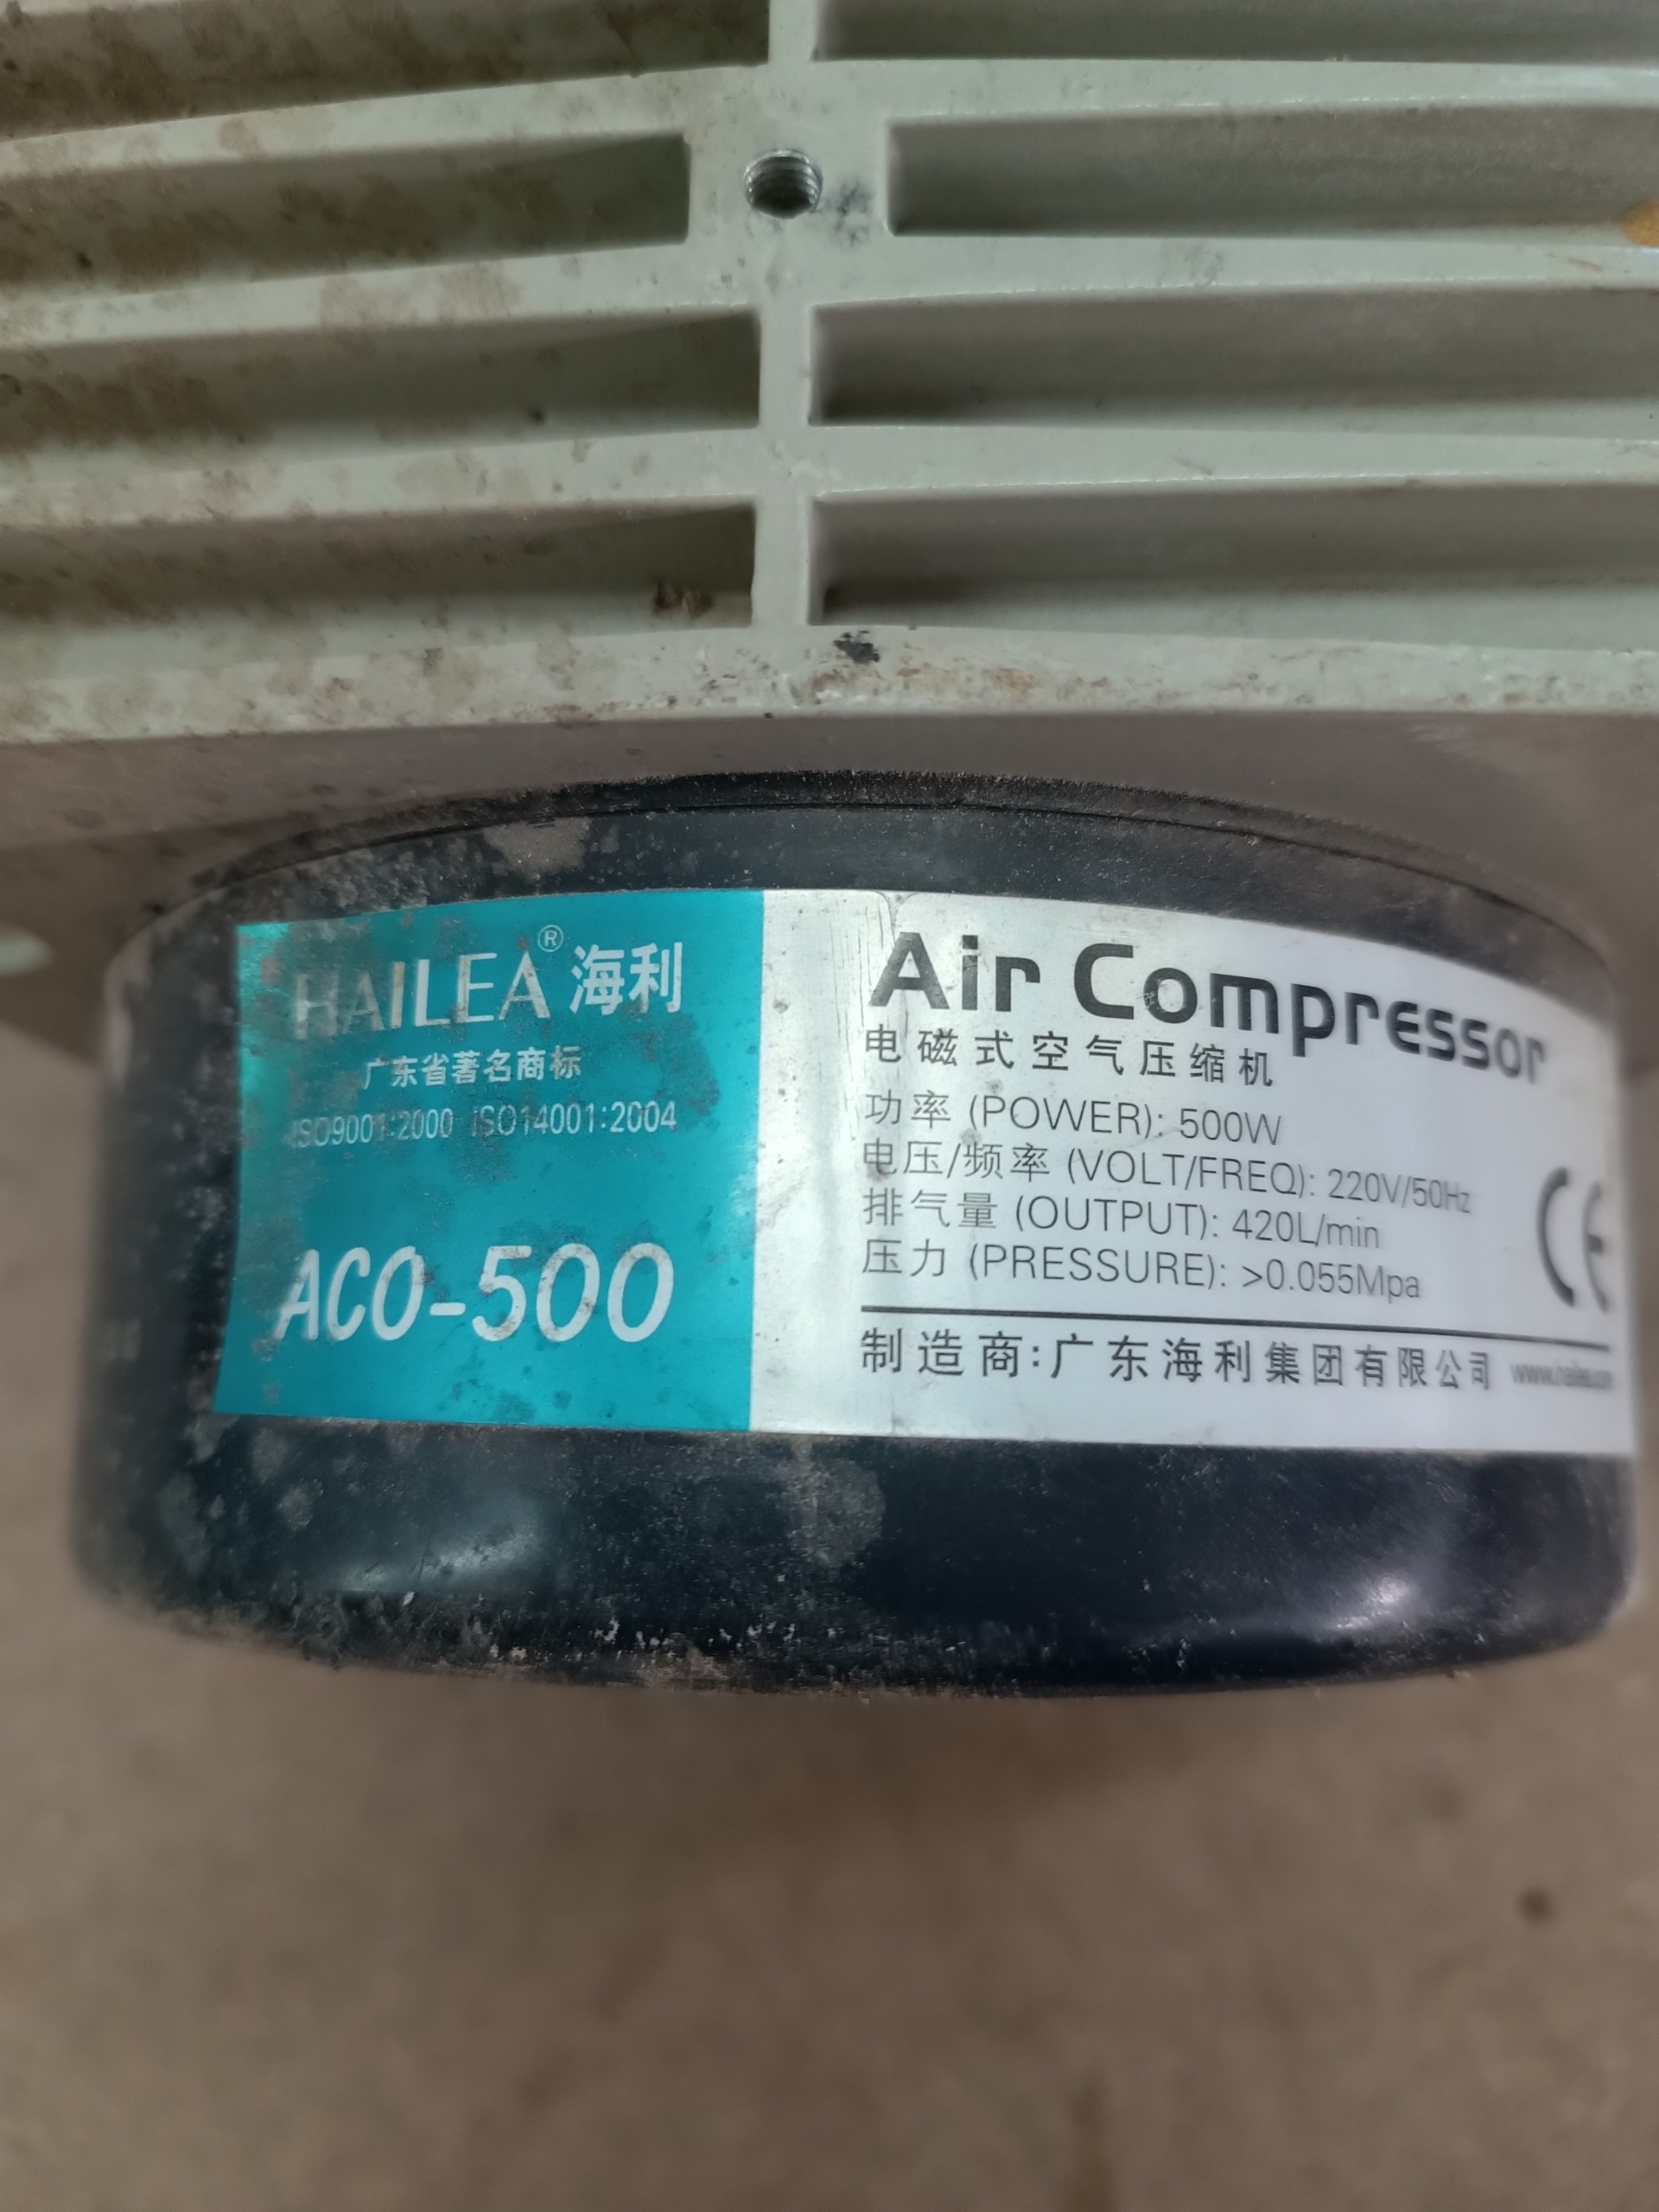 HAILEA® 海利
广东省著名商标
ISO9001:2000 ISO14001:2004
ACO-500
Air Compressor
电磁式空气压缩机
功率 (POWER): 500W
电压/频率 (VOLT/FREQ): 220V/50Hz
排气量 (OUTPUT): 420L/min
压力 (PRESSURE): >0.055Mpa
CE
制造商:广东海利集团有限公司 www.hailea.com